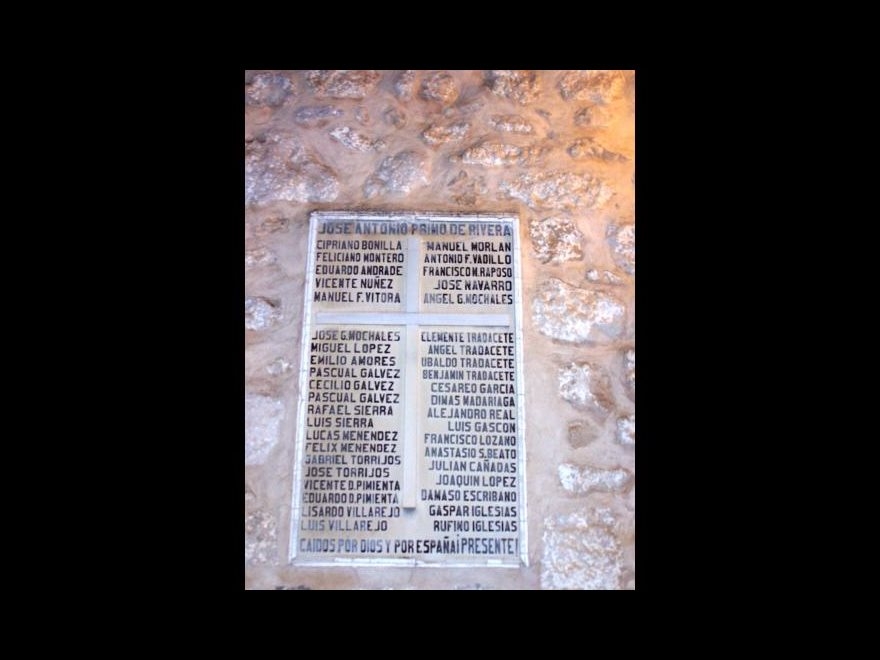 JOSE ANTONIO PRIMO DE RIVERA
CIPRIANO BONILLA
FELICIANO MONTERO
EDUARDO ANDRADE
VICENTE NUÑEZ
MANUEL F. VITORA
MANUEL MORLAN
ANTONIO F. VADILLO
FRANCISCO M. RAPOSO
JOSE NAVARRO
ANGEL G. MOCHALES
JOSE G. MOCHALES
MIGUEL LOPEZ
EMILIO AMORES
PASCUAL GALVEZ
CECILIO GALVEZ
PASCUAL GALVEZ
RAFAEL SIERRA
LUIS SIERRA
LUCAS MENENDEZ
FELIX MENENDEZ
GABRIEL TORRIJOS
JOSE TORRIJOS
VICENTE D. PIMIENTA
EDUARDO D. PIMIENTA
LISARDO VILLAREJO
LUIS VILLAREJO
CLEMENTE TRADACETE
ANGEL TRADACETE
UBALDO TRADACETE
BENJAMIN TRADACETE
CESAREO GARCIA
DIMAS MADARIAGA
ALEJANDRO REAL
LUIS GASCON
FRANCISCO LOZANO
ANASTASIO S. BEATO
JULIAN CAÑADAS
JOAQUIN LOPEZ
DAMASO ESCRIBANO
GASPAR IGLESIAS
RUFINO IGLESIAS
CAIDOS POR DIOS Y POR ESPAÑA ¡PRESENTE!